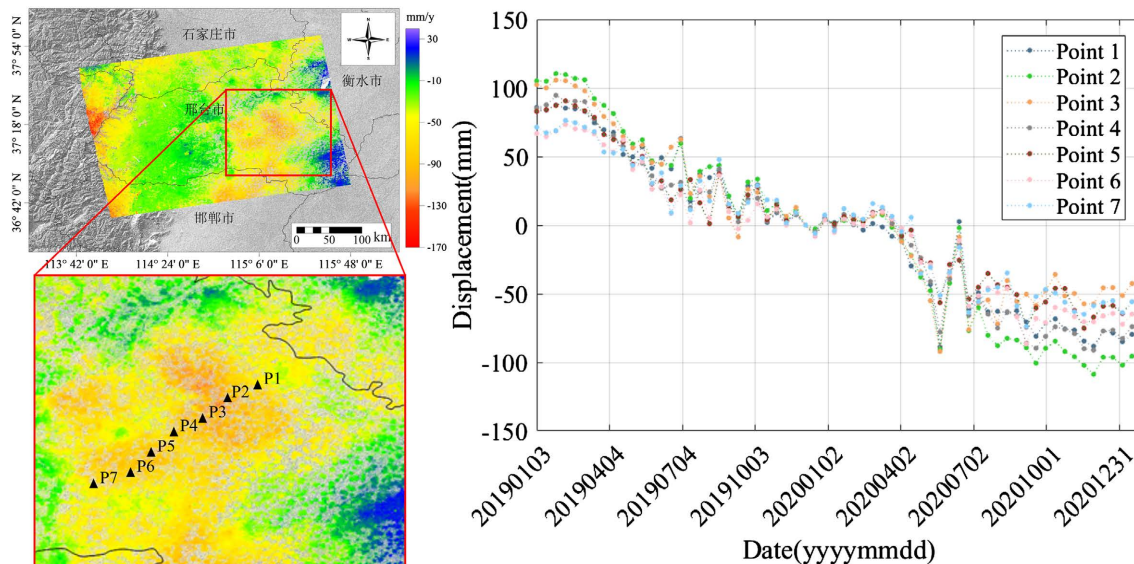 mm/y
30
-10
-50
-90
-130
-170
N
W
E
S
石家庄市
衡水市
邢台市
邯郸市
37° 54' 0" N
37° 18' 0" N
36° 42' 0" N
0
50
100
km
113° 42' 0" E
114° 24' 0" E
115° 6' 0" E
115° 48' 0" E
P1
P2
P3
P4
P5
P6
P7
Displacement(mm)
150
100
50
0
-50
-100
-150
Point 1
Point 2
Point 3
Point 4
Point 5
Point 6
Point 7
20190103
20190404
20190704
20191003
20200102
20200402
20200702
20201001
20201231
Date(yyyymmdd)